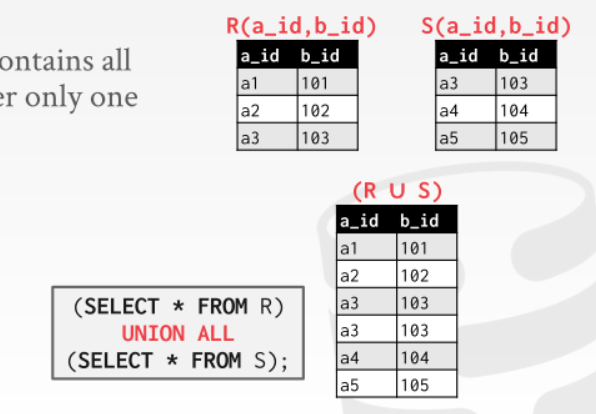 R(a_id,b_id)
a_id b_id
a1 101
a2 102
a3 103
S(a_id,b_id)
a_id b_id
a3 103
a4 104
a5 105
contains all
only one
(R ∪ S)
a_id b_id
a1 101
a2 102
a3 103
a3 103
a4 104
a5 105
(SELECT * FROM R)
UNION ALL
(SELECT * FROM S);